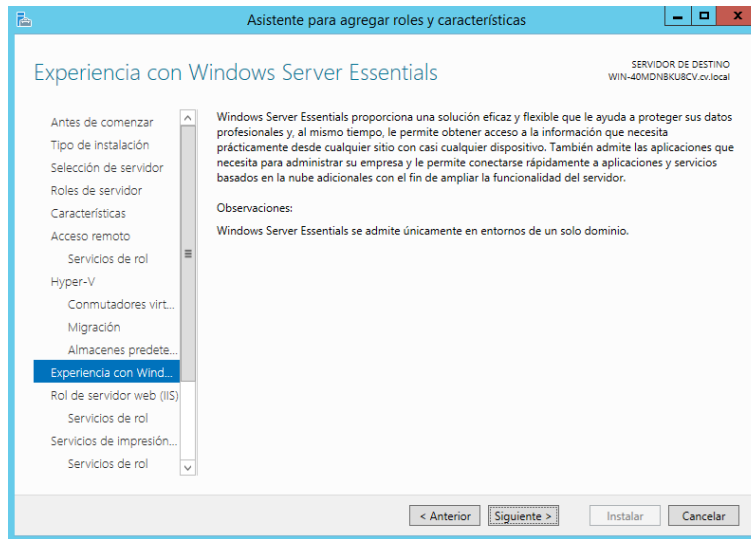 Asistente para agregar roles y características
Experiencia con Windows Server Essentials
SERVIDOR DE DESTINO
WIN-40MDNBKU8CV.cv.local
Antes de comenzar
Tipo de instalación
Selección de servidor
Roles de servidor
Características
Acceso remoto
Servicios de rol
Hyper-V
Conmutadores virt...
Migración
Almacenes predete...
Experiencia con Wind...
Rol de servidor web (IIS)
Servicios de rol
Servicios de impresión...
Servicios de rol
Windows Server Essentials proporciona una solución eficaz y flexible que le ayuda a proteger sus datos
profesionales y, al mismo tiempo, le permite obtener acceso a la información que necesita
prácticamente desde cualquier sitio con casi cualquier dispositivo. También admite las aplicaciones que
necesita para administrar su empresa y le permite conectarse rápidamente a aplicaciones y servicios
basados en la nube adicionales con el fin de ampliar la funcionalidad del servidor.
Observaciones:
Windows Server Essentials se admite únicamente en entornos de un solo dominio.
< Anterior
Siguiente >
Instalar
Cancelar